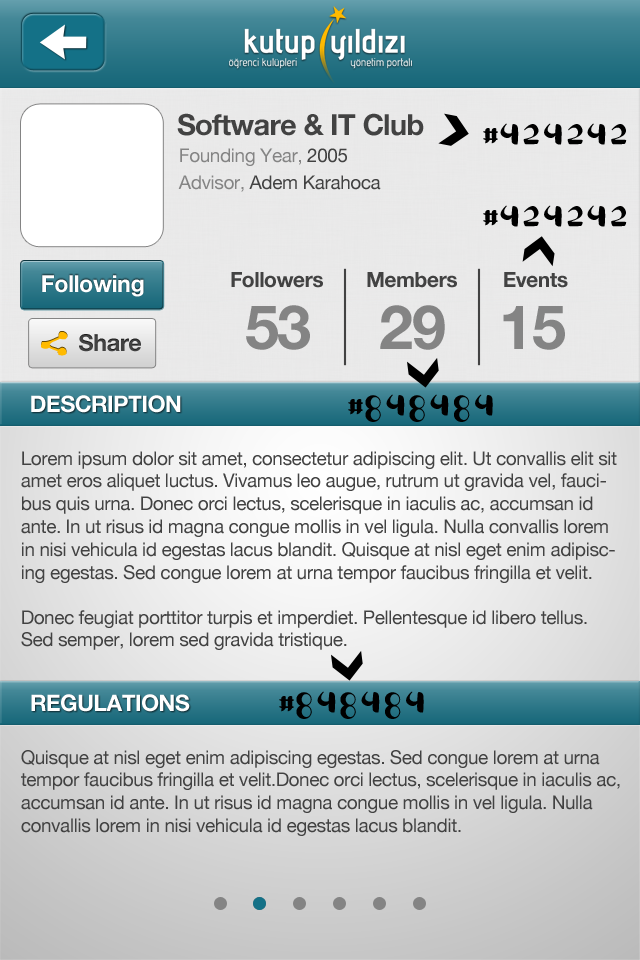 kutup yıldızı
öğrenci kulüpleri yönetim portalı
Software & IT Club #424242
Founding Year, 2005
Advisor, Adem Karahoca
#424242
Following
Share
Followers Members Events
53 29 15
DESCRIPTION #848484
Lorem ipsum dolor sit amet, consectetur adipiscing elit. Ut convallis elit sit
amet eros aliquet luctus. Vivamus leo augue, rutrum ut gravida vel, fauci-
bus quis urna. Donec orci lectus, scelerisque in iaculis ac, accumsan id
ante. In ut risus id magna congue mollis in vel ligula. Nulla convallis lorem
in nisi vehicula id egestas lacus blandit. Quisque at nisl eget enim adipisc-
ing egestas. Sed congue lorem at urna tempor faucibus fringilla et velit.
Donec feugiat porttitor turpis et imperdiet. Pellentesque id libero tellus.
Sed semper, lorem sed gravida tristique.
REGULATIONS #848484
Quisque at nisl eget enim adipiscing egestas. Sed congue lorem at urna
tempor faucibus fringilla et velit.Donec orci lectus, scelerisque in iaculis ac,
accumsan id ante. In ut risus id magna congue mollis in vel ligula. Nulla
convallis lorem in nisi vehicula id egestas lacus blandit.